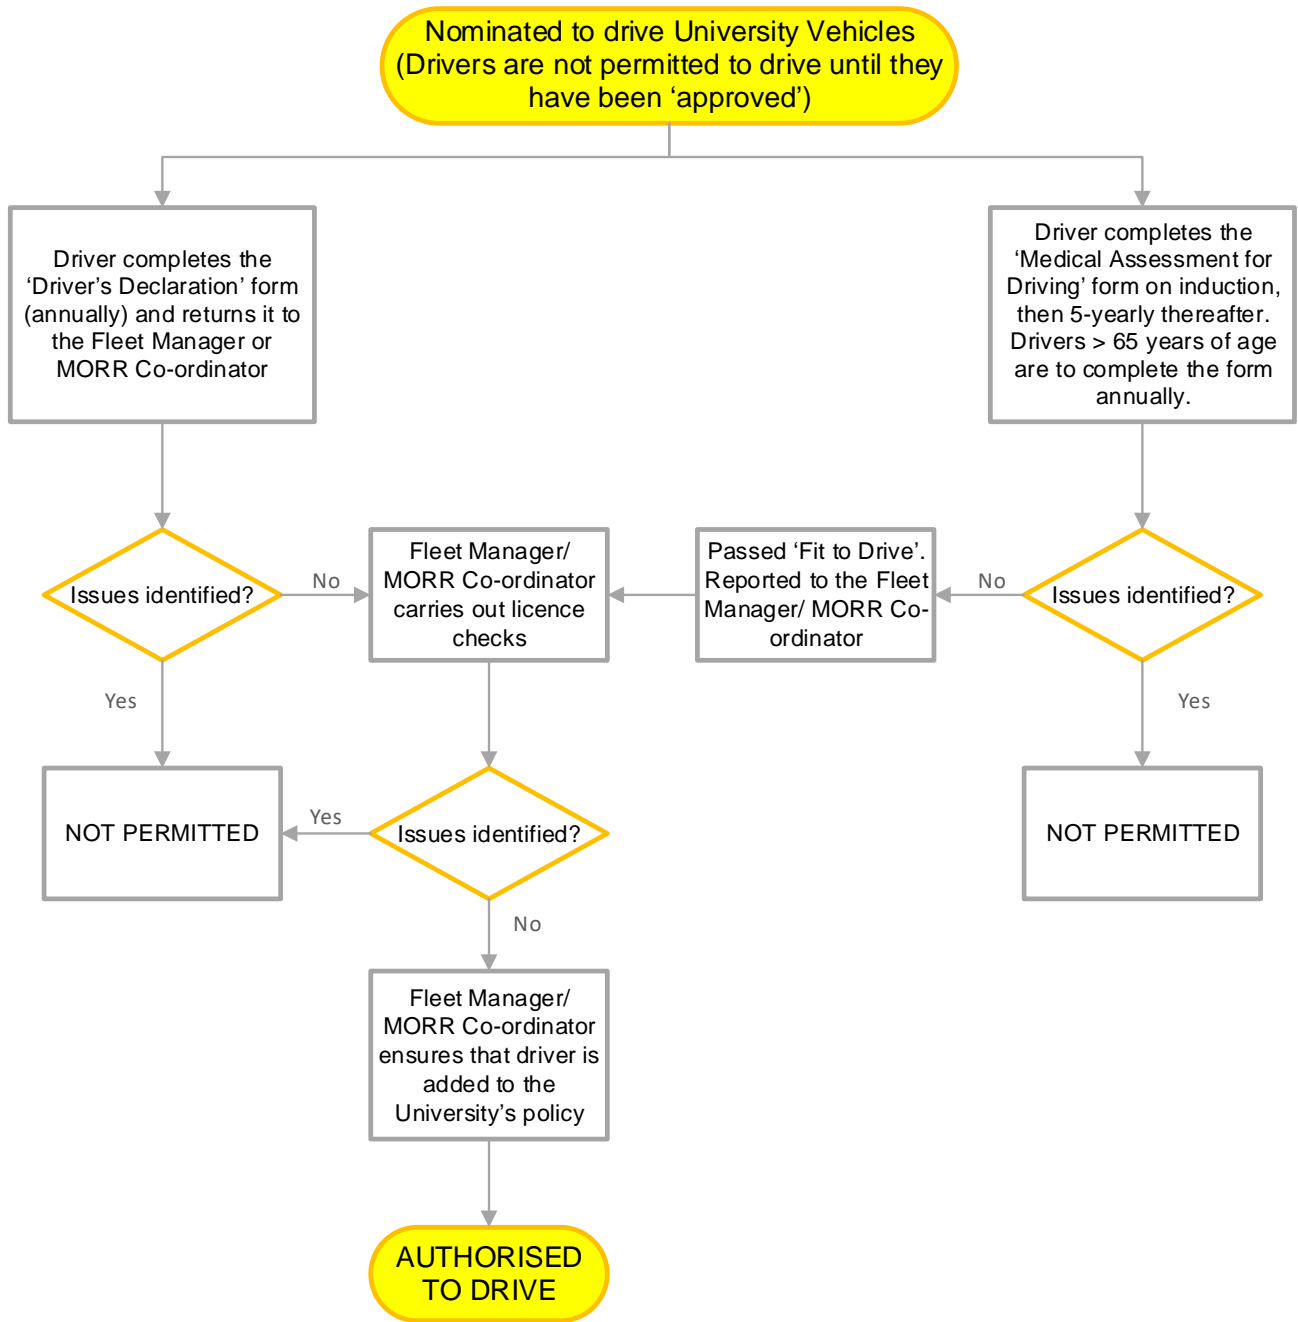 Nominated to drive University Vehicles
(Drivers are not permitted to drive until they
have been ‘approved’)
Driver completes the
‘Driver’s Declaration’ form
(annually) and returns it to
the Fleet Manager or
MORR Co-ordinator
Driver completes the
‘Medical Assessment for
Driving’ form on induction,
then 5-yearly thereafter.
Drivers > 65 years of age
are to complete the form
annually.
Issues identified?
No
Fleet Manager/
MORR Co-ordinator
carries out licence
checks
Passed ‘Fit to Drive’.
Reported to the Fleet
Manager/ MORR Co-
ordinator
No
Issues identified?
Yes
Yes
NOT PERMITTED
Yes
Issues identified?
NOT PERMITTED
No
Fleet Manager/
MORR Co-ordinator
ensures that driver is
added to the
University’s policy
AUTHORISED
TO DRIVE